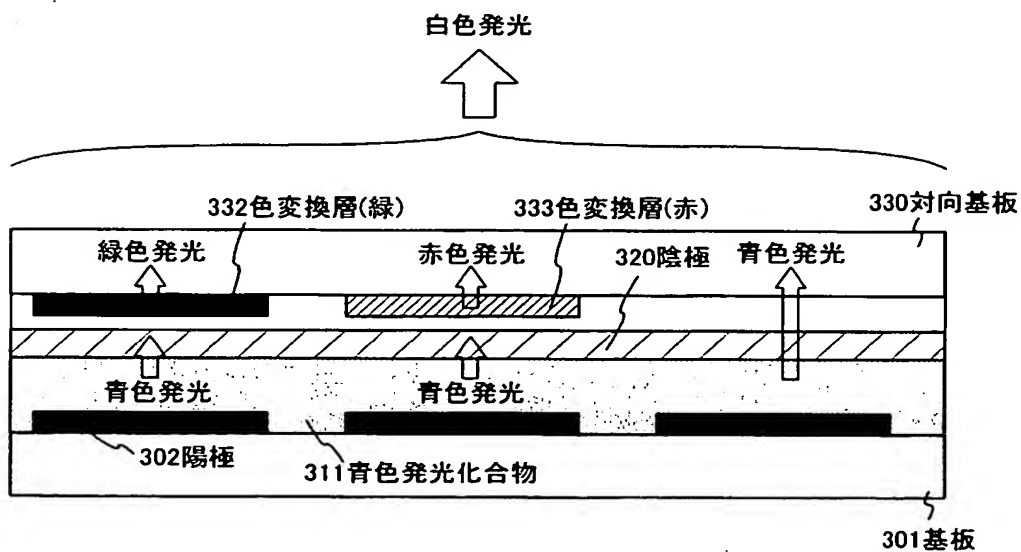 白色発光
332色変換層(緑)
333色変換層(赤)
330対向基板
緑色発光
赤色発光
320陰極
青色発光
青色発光
青色発光
302陽極
311青色発光化合物
301基板